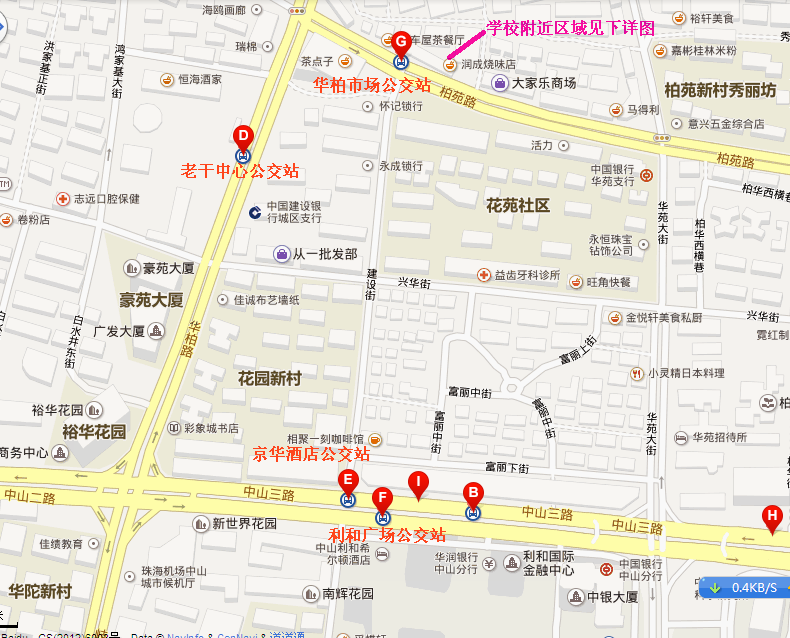 海鸥画廊
裕轩美食
学校附近区域见下详图
G
车屋茶餐厅
瑞棉
嘉彬桂林米粉
洪家基正街
鸿家基大街
茶点子
润成烧味店
恒海酒家
华柏市场公交站
大家乐商场
柏苑新村秀丽坊
柏苑路
怀记锁行
马得利
意兴五金综合店
D
活力
柏苑路
老干中心公交站
永成锁行
中国银行
华苑支行
TM
柏华西横巷
志远口腔保健
中国建设银
行城区支行
花苑社区
华苑大街
卷粉店
柏华西横巷
永恒珠宝
钻饰公司
从一批发部
豪苑大厦
建设街
兴华街
益齿牙科诊所
旺角快餐
豪苑大厦
佳诚布艺墙纸
金悦轩美食私厨
兴华街
白水井东街
广发大厦
华柏路
霓红制
富丽上街
花园新村
小灵精日本料理
富丽中街
裕华花园
富丽中街
富丽中街
华苑大街
裕华花园
彩象城书店
相聚一刻咖啡馆
华苑招待所
商务中心
京华酒店公交站
富丽下街
E
I
B
中山二路
中山三路
F
中山三路
中山三路
H
新世界花园
利和广场公交站
佳绩教育
中山利和希
尔顿酒店
华润银行
中山分行
利和国际
金融中心
中国银行
中山分行
珠海机场中山
城市候机厅
0.4KB/S
华陀新村
南辉花园
中银大厦